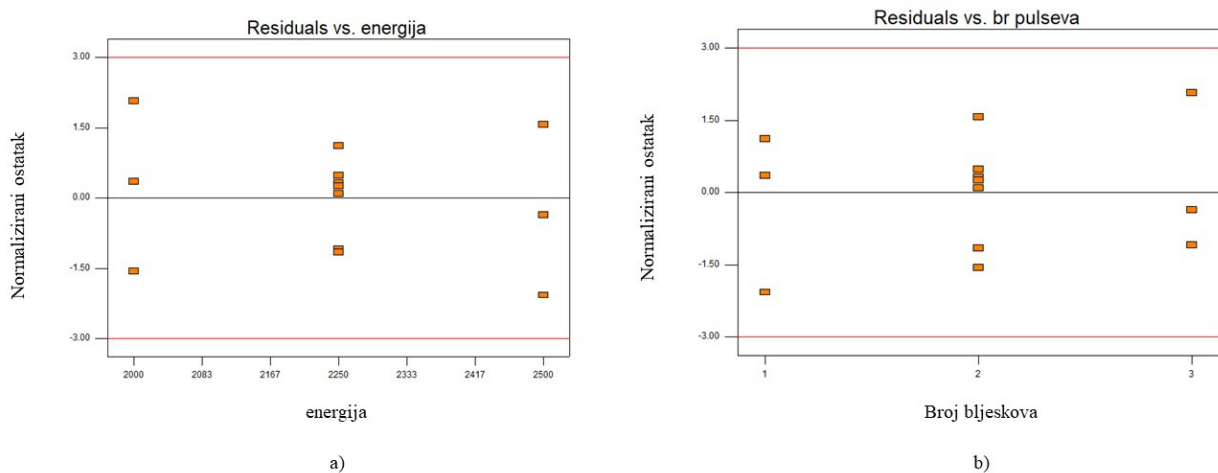 Residuals vs. energija
3.00
1.50
0.00
-1.50
-3.00
Normalizirani ostatak
2000 2083 2167 2250 2333 2417 2500
energija
a)
Residuals vs. br pulseva
3.00
1.50
0.00
-1.50
-3.00
Normalizirani ostatak
1 2 3
Broj bljeskova
b)